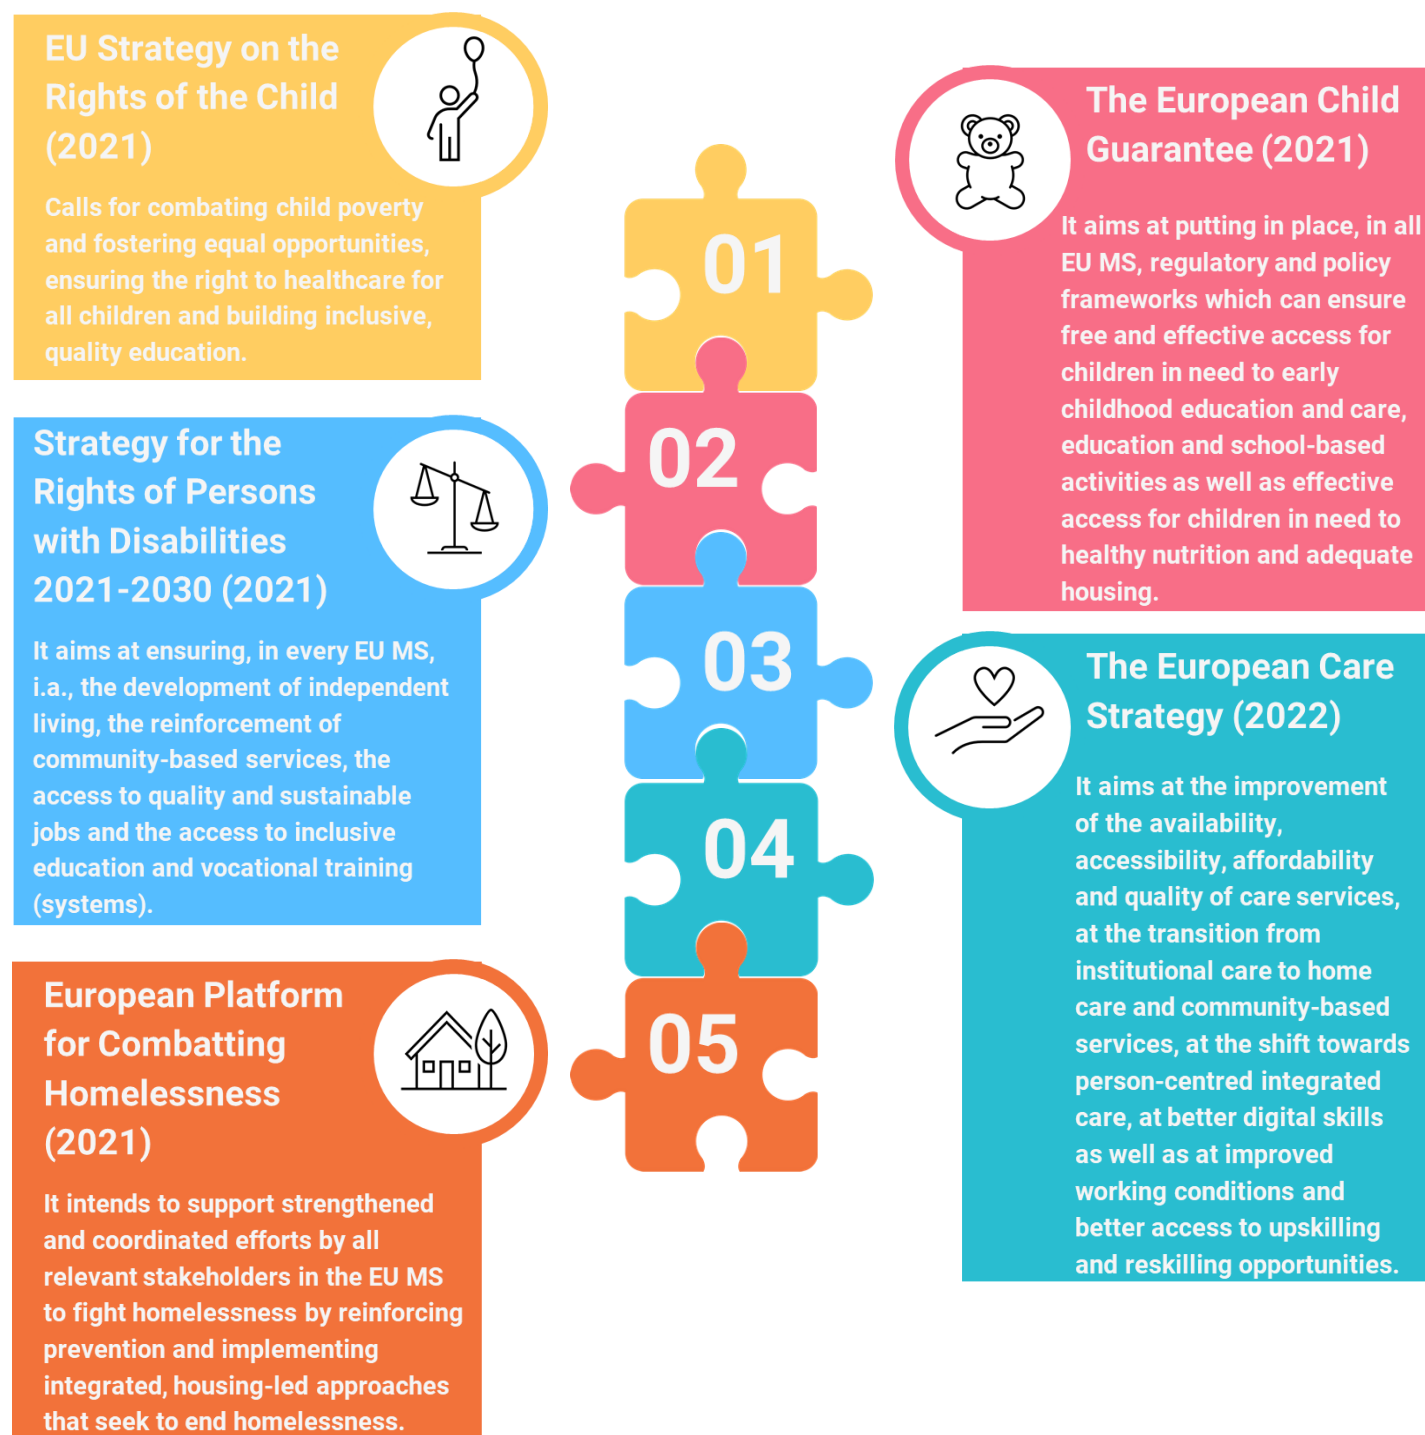 EU Strategy on the
Rights of the Child
(2021)
Calls for combating child poverty
and fostering equal opportunities,
ensuring the right to healthcare for
all children and building inclusive,
quality education.
01
The European Child
Guarantee (2021)
It aims at putting in place, in all
EU MS, regulatory and policy
frameworks which can ensure
free and effective access for
children in need to early
childhood education and care,
education and school-based
activities as well as effective
access for children in need to
healthy nutrition and adequate
housing.
02
Strategy for the
Rights of Persons
with Disabilities
2021-2030 (2021)
It aims at ensuring, in every EU MS,
i.a., the development of independent
living, the reinforcement of
community-based services, the
access to quality and sustainable
jobs and the access to inclusive
education and vocational training
(systems).
03
The European Care
Strategy (2022)
It aims at the improvement
of the availability,
accessibility, affordability
and quality of care services,
at the transition from
institutional care to home
care and community-based
services, at the shift towards
person-centred integrated
care, at better digital skills
as well as at improved
working conditions and
better access to upskilling
and reskilling opportunities.
04
European Platform
for Combatting
Homelessness
(2021)
It intends to support strengthened
and coordinated efforts by all
relevant stakeholders in the EU MS
to fight homelessness by reinforcing
prevention and implementing
integrated, housing-led approaches
that seek to end homelessness.
05